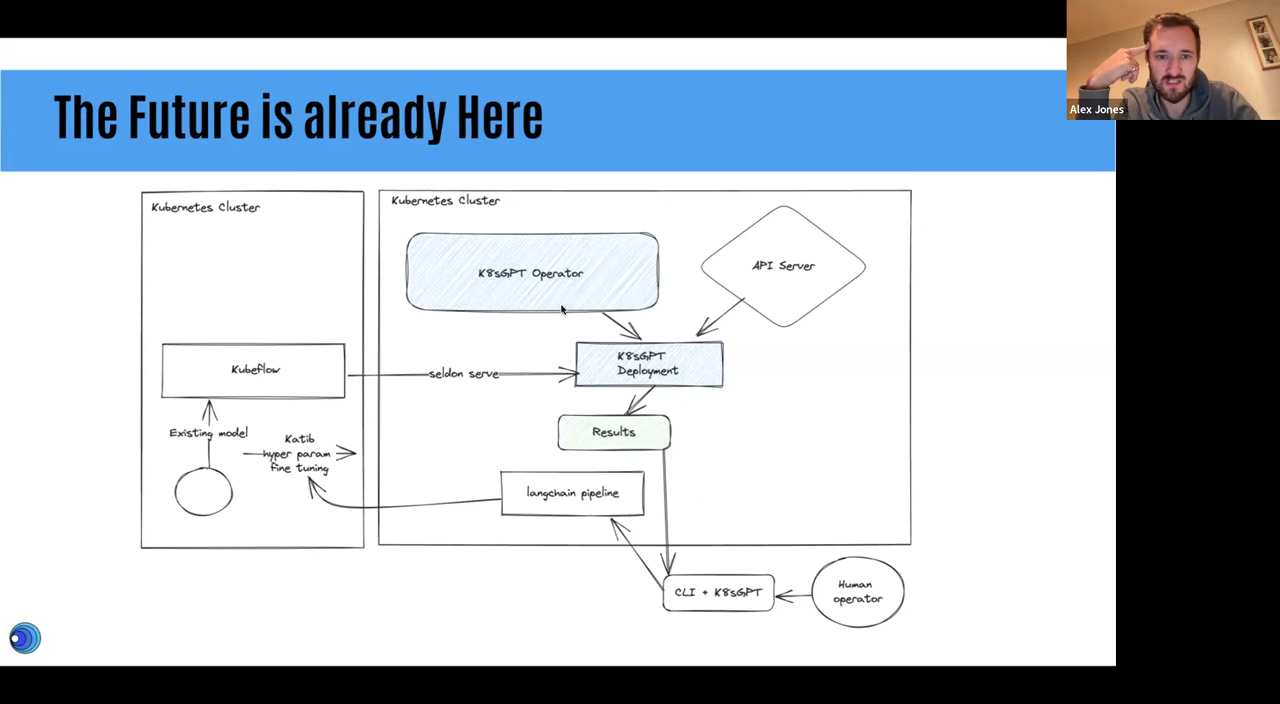 The Future is already Here
Alex Jones
Kubernetes Cluster
Kubernetes Cluster
K8sGPT Operator
API Server
K8sGPT
Deployment
Kubeflow
seldon serve
Existing model
Katib
hyper param
fine tuning
Results
langchain pipeline
CLI + K8sGPT
Human
operator